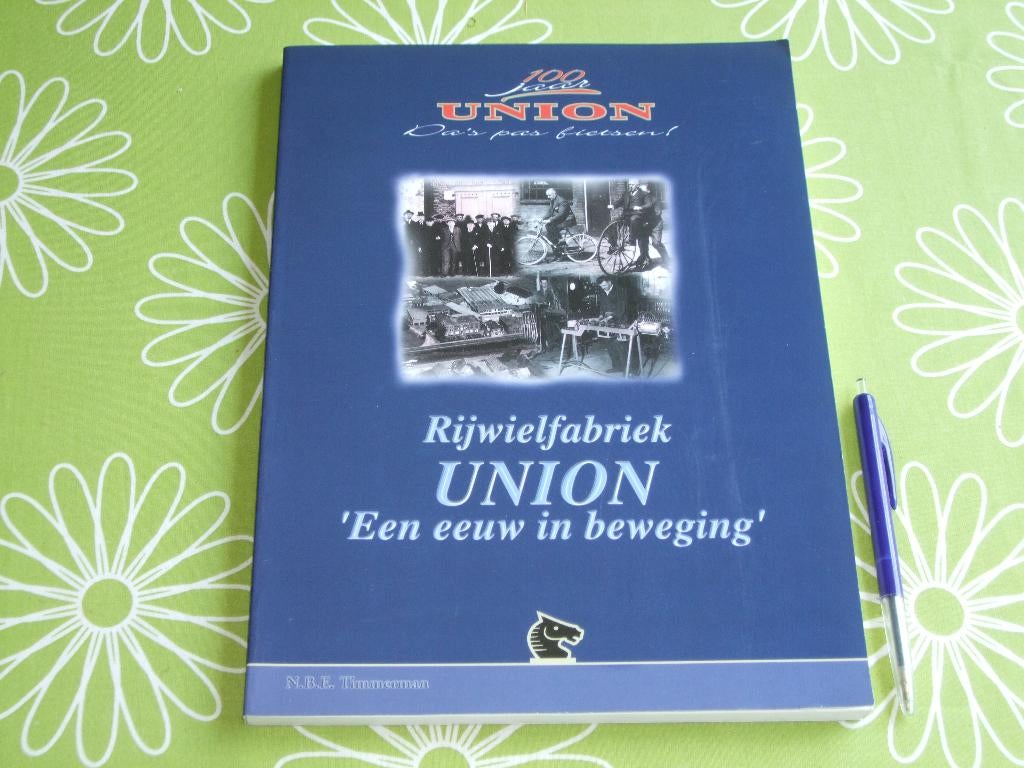 100
jaar
UNION
Da's pas fietsen!
Rijwielfabriek
UNION
'Een eeuw in beweging'
N.B.E. Timmerman